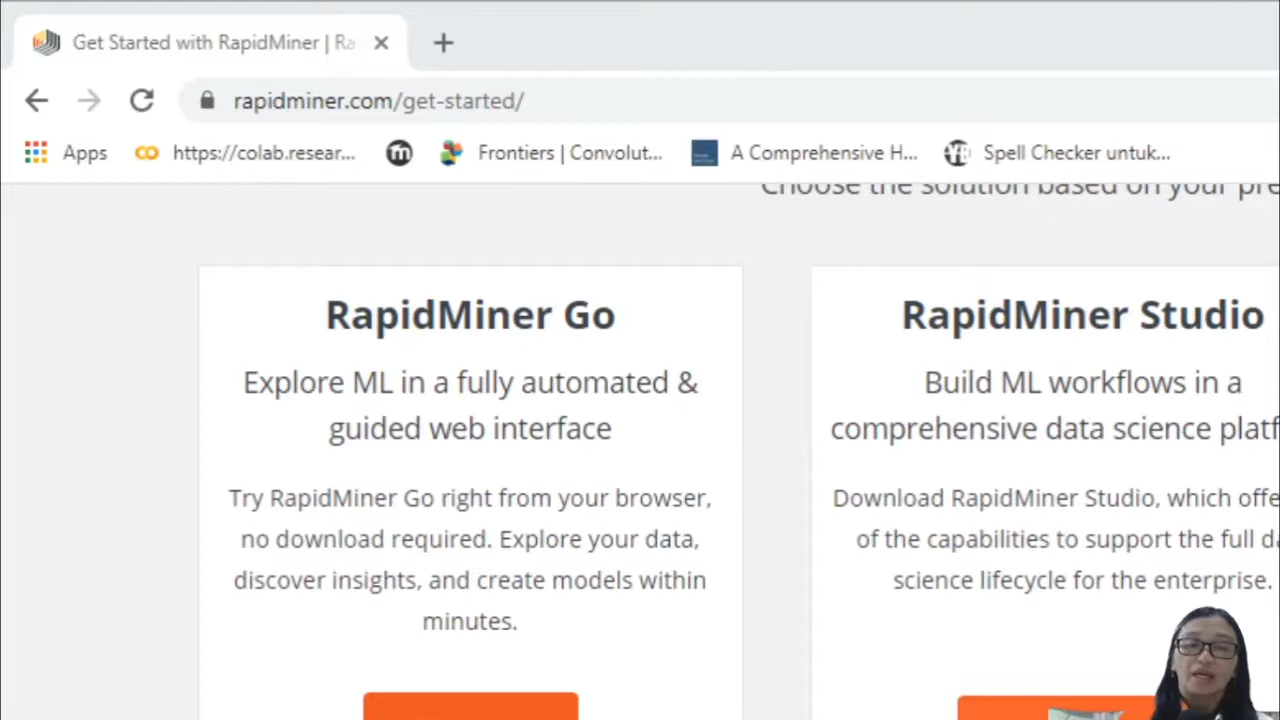 Get Started with RapidMiner | Ra
rapidminer.com/get-started/
Apps
https://colab.resear...
m
Frontiers | Convolut...
A Comprehensive H...
Spell Checker untuk...
Choose the solution based on your pre
RapidMiner Go
Explore ML in a fully automated &
guided web interface
Try RapidMiner Go right from your browser,
no download required. Explore your data,
discover insights, and create models within
minutes.
RapidMiner Studio
Build ML workflows in a
comprehensive data science platf
Download RapidMiner Studio, which offe
of the capabilities to support the full da
science lifecycle for the enterprise.